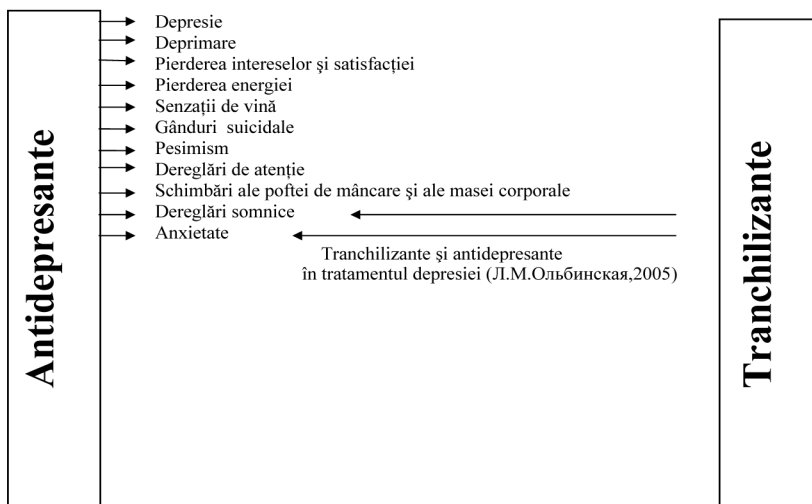 Antidepresante
Depresie
Deprimare
Pierderea intereselor şi satisfacţiei
Pierderea energiei
Senzaţii de vină
Gânduri suicidale
Pesimism
Dereglări de atenţie
Schimbări ale poftei de mâncare şi ale masei corporale
Dereglări somnice
Anxietate
Tranchilizante şi antidepresante
în tratamentul depresiei (Л.М.Ольбинская,2005)
Tranchilizante